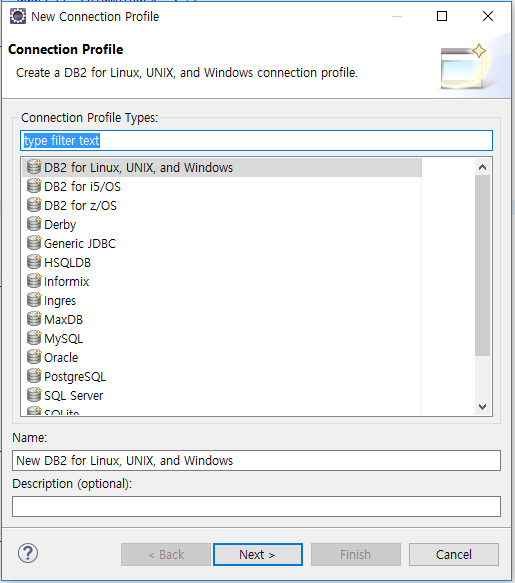 New Connection Profile
Connection Profile
Create a DB2 for Linux, UNIX, and Windows connection profile.
Connection Profile Types:
type filter text
DB2 for Linux, UNIX, and Windows
DB2 for i5/OS
DB2 for z/OS
Derby
Generic JDBC
HSQLDB
Informix
Ingres
MaxDB
MySQL
Oracle
PostgreSQL
SQL Server
SQLite
Name:
New DB2 for Linux, UNIX, and Windows
Description (optional):
? < Back Next > Finish Cancel